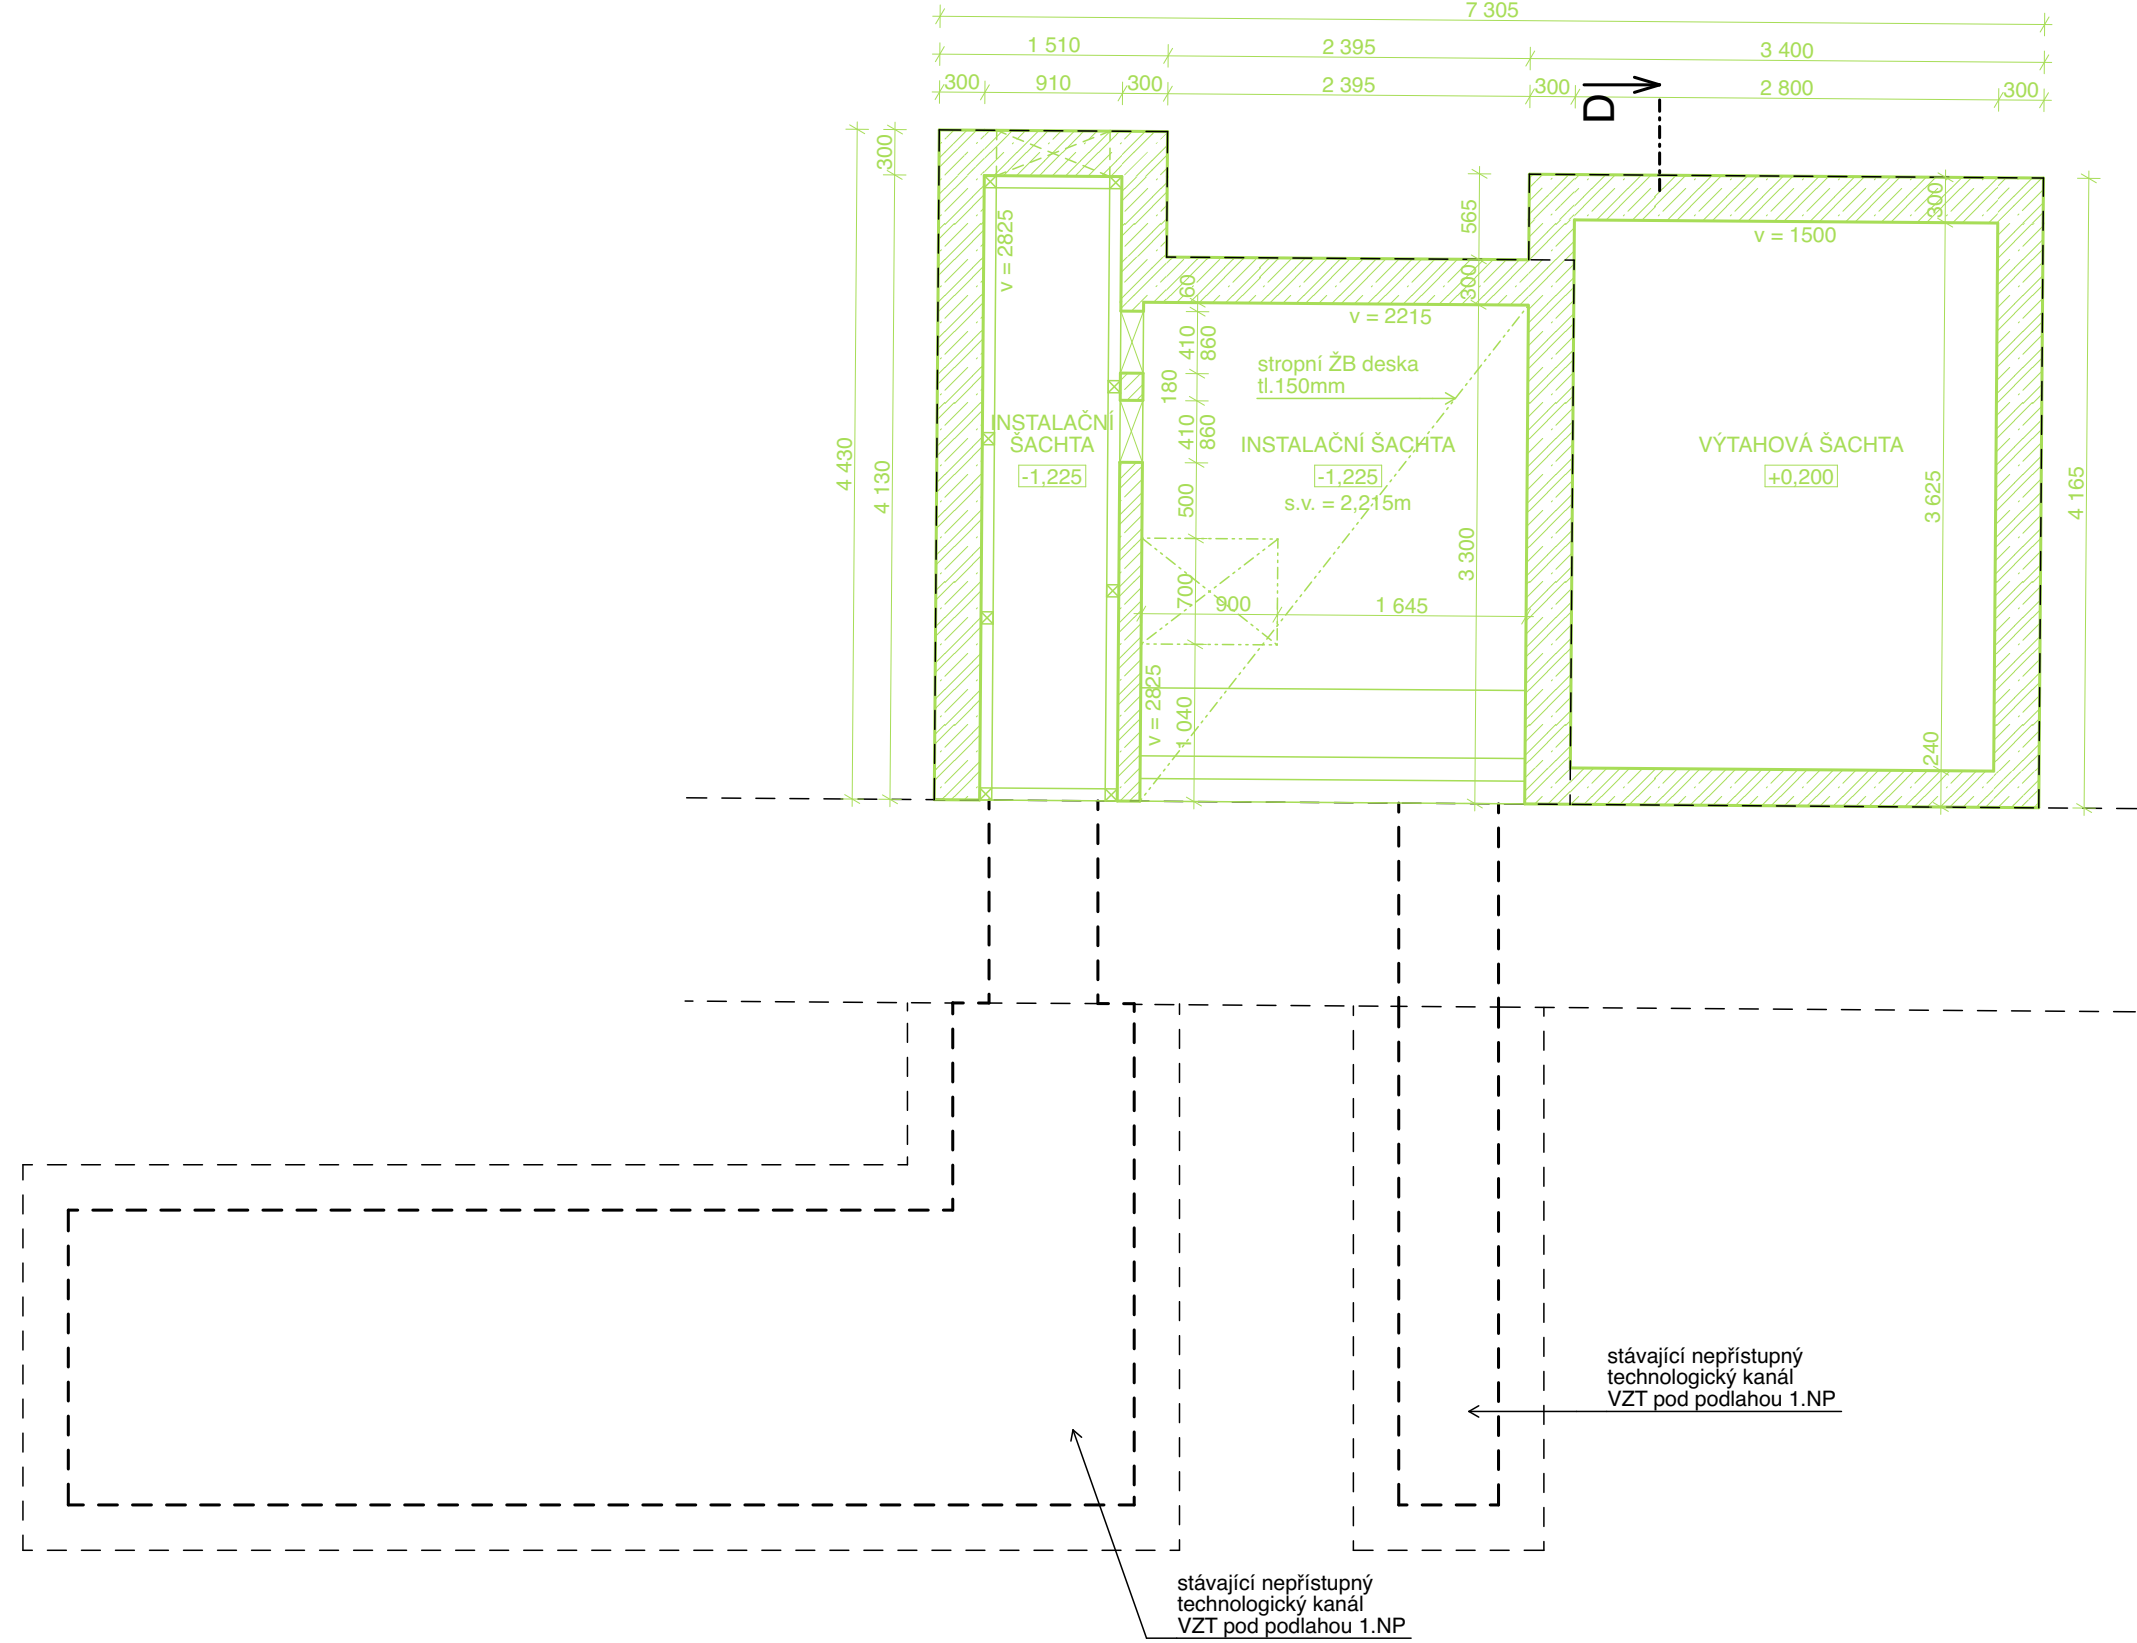 7 305
1 510
2 395
3 400
300
910
300
2 395
300
2 800
300
D
300
565
300
v = 1500
v = 2825
60
300
v = 2215
410
860
stropní ŽB deska
tl.150mm
180
INSTALAČNÍ
ŠACHTA
-1,225
410
860
INSTALAČNÍ ŠACHTA
-1,225
s.v. = 2,215m
VÝTAHOVÁ ŠACHTA
+0,200
4 430
4 130
500
3 300
3 625
4 165
700
900
1 645
v = 2825
1 040
240
stávající nepřístupný
technologický kanál
VZT pod podlahou 1.NP
stávající nepřístupný
technologický kanál
VZT pod podlahou 1.NP